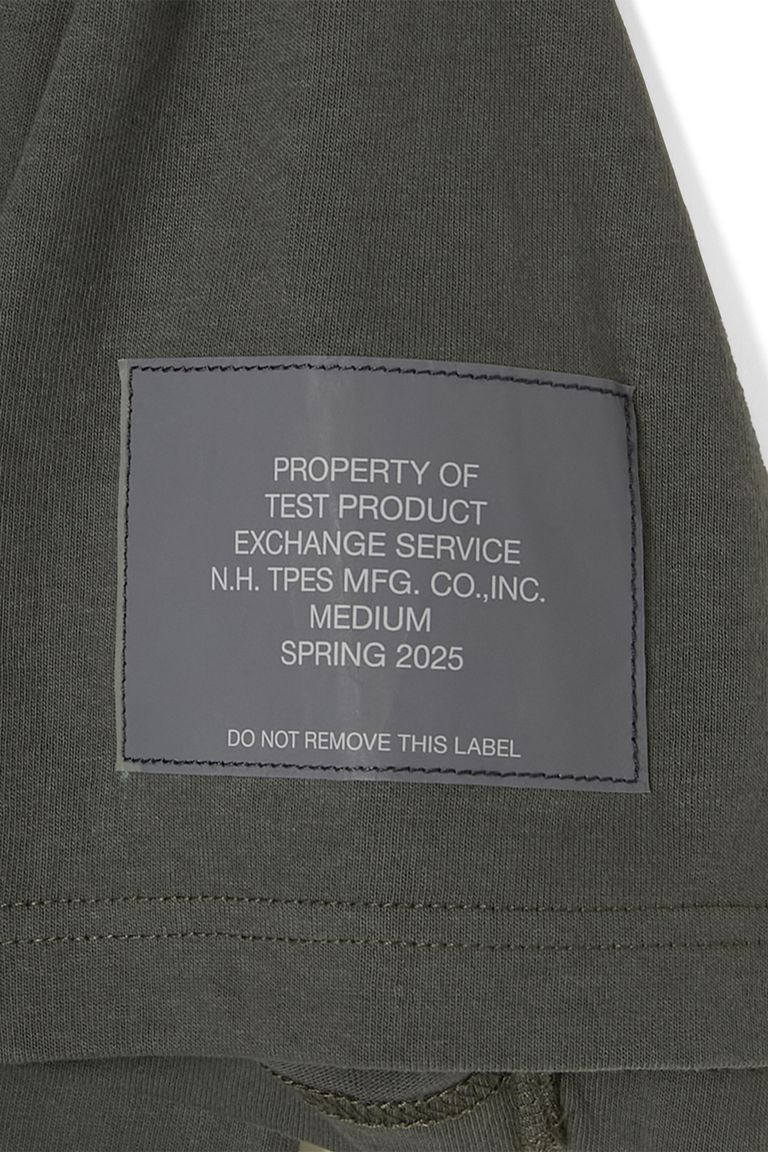 PROPERTY OF
TEST PRODUCT
EXCHANGE SERVICE
N.H. TPES MFG. CO.,INC.
MEDIUM
SPRING 2025
DO NOT REMOVE THIS LABEL